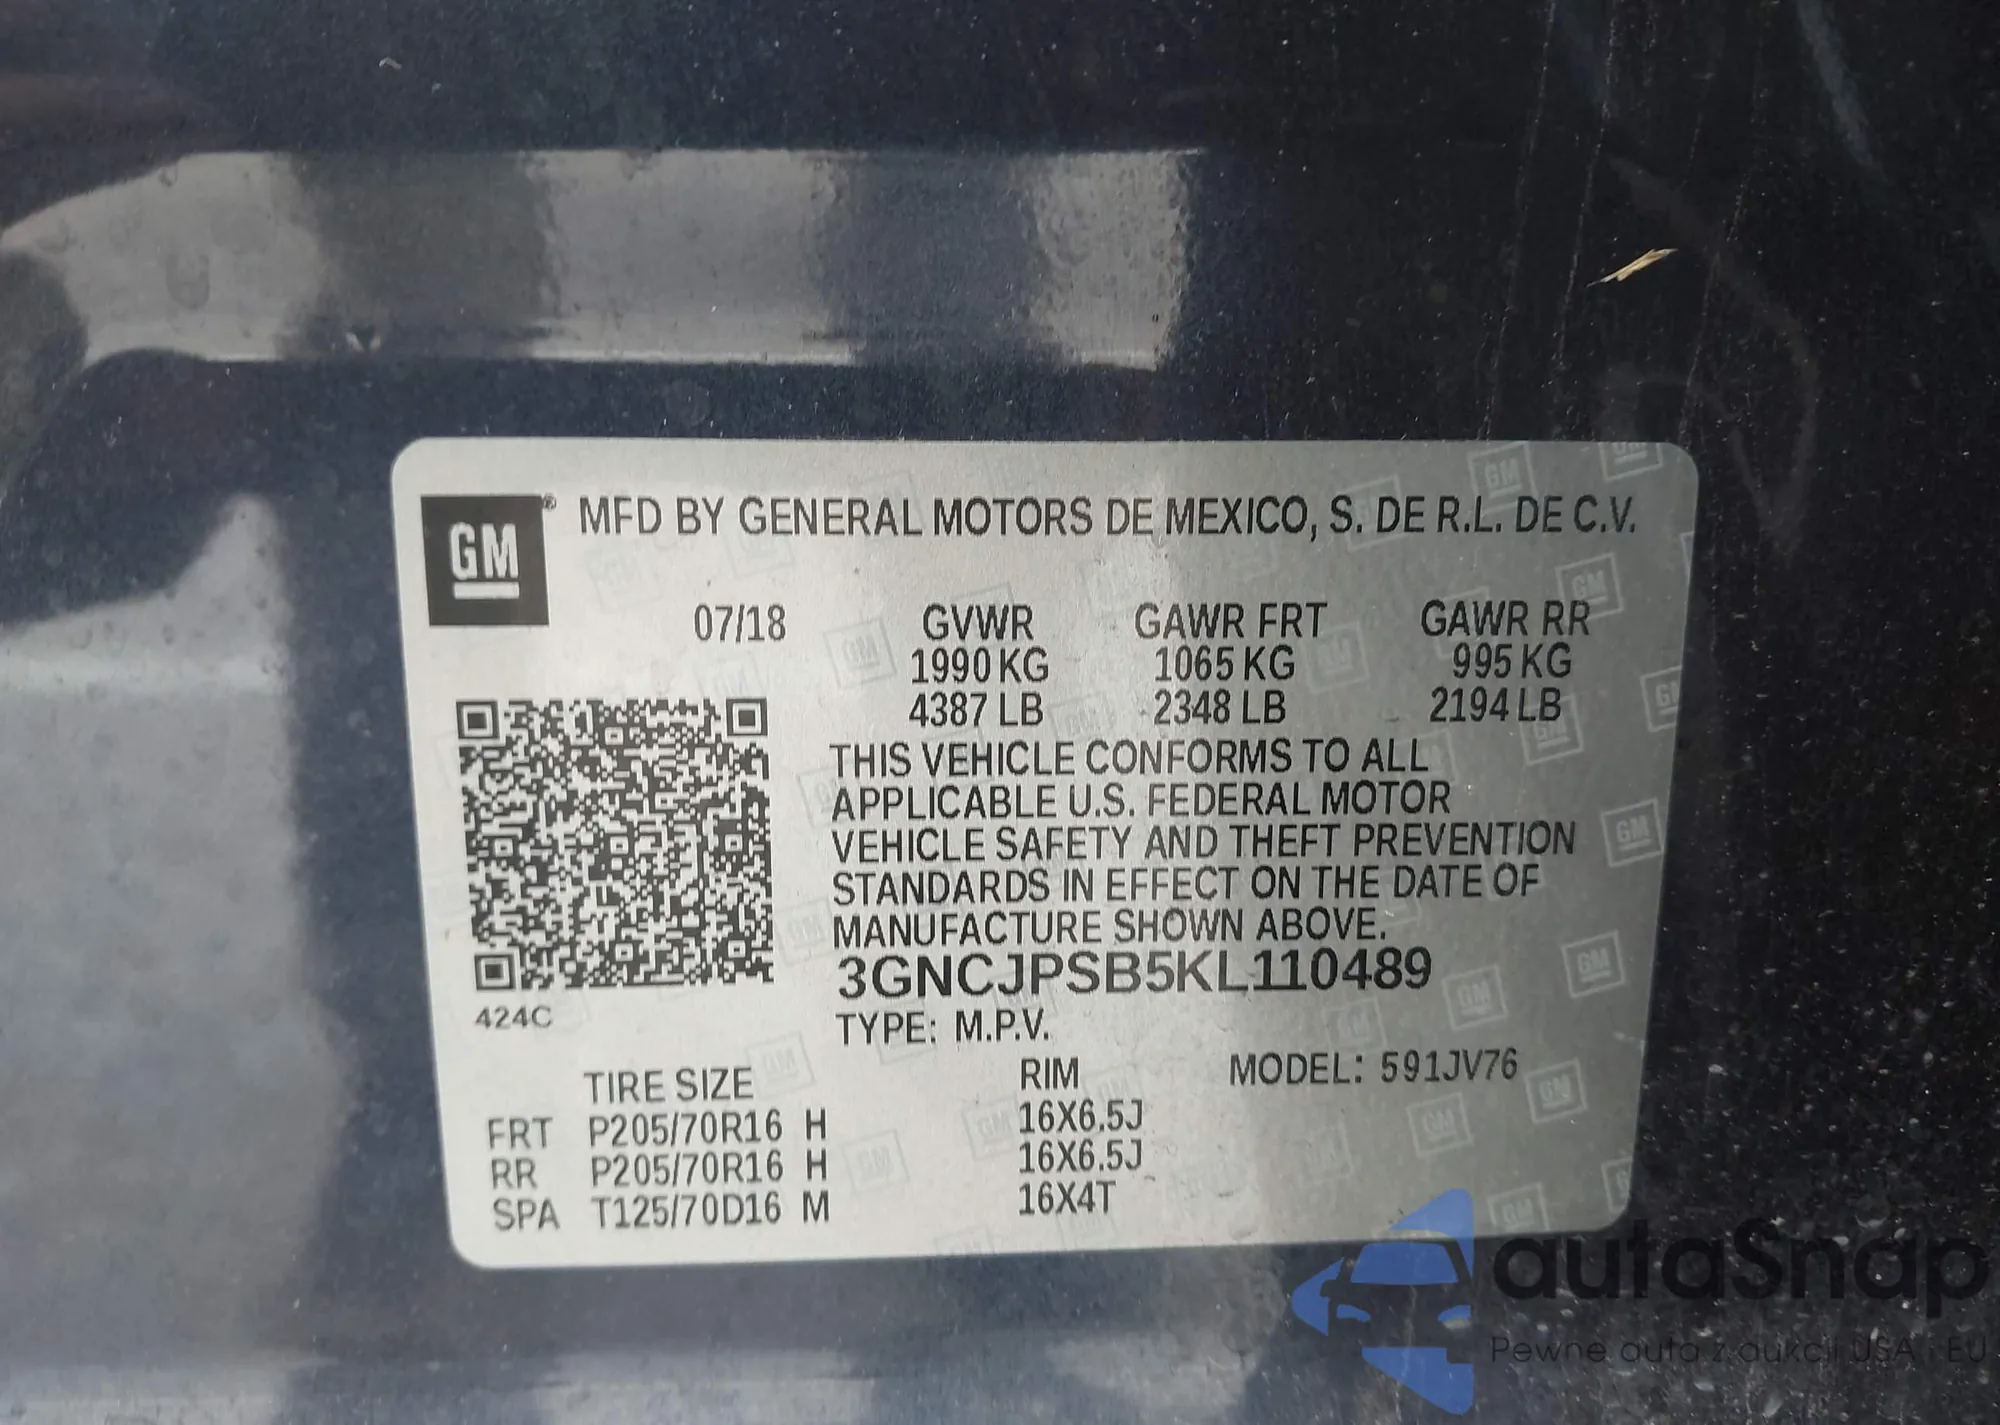 GM® MFD BY GENERAL MOTORS DE MEXICO, S. DE R.L. DE C.V.
07/18 GVWR GAWR FRT GAWR RR
1990 KG 1065 KG 995 KG
4387 LB 2348 LB 2194 LB
THIS VEHICLE CONFORMS TO ALL
APPLICABLE U.S. FEDERAL MOTOR
VEHICLE SAFETY AND THEFT PREVENTION
STANDARDS IN EFFECT ON THE DATE OF
MANUFACTURE SHOWN ABOVE.
3GNCJPSB5KL110489
424C
TYPE: M.P.V.
TIRE SIZE RIM MODEL: 591JV76
FRT P205/70R16 H 16X6.5J
RR P205/70R16 H 16X6.5J
SPA T125/70D16 M 16X4T
autaSnap
Pewne auta z aukcji USA i EU